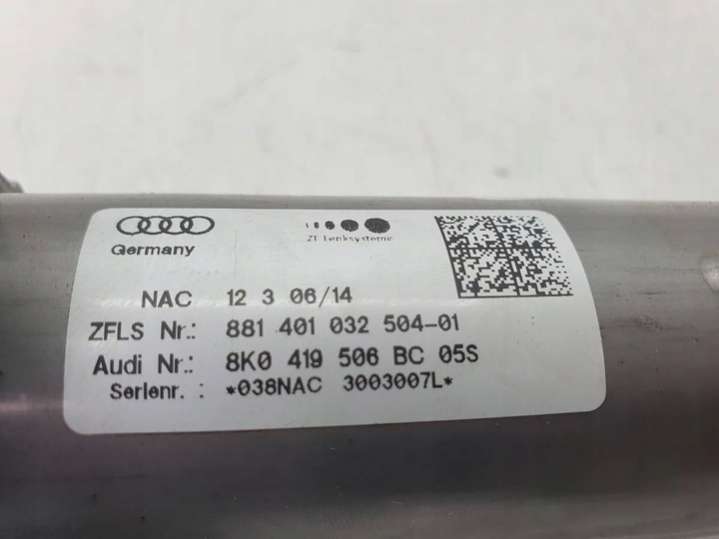 Germany
ZF Lenksysteme
NAC 12 3 06/14
ZFLS Nr.: 881 401 032 504-01
Audi Nr.: 8K0 419 506 BC 05S
Serienr. : *038NAC 3003007L*